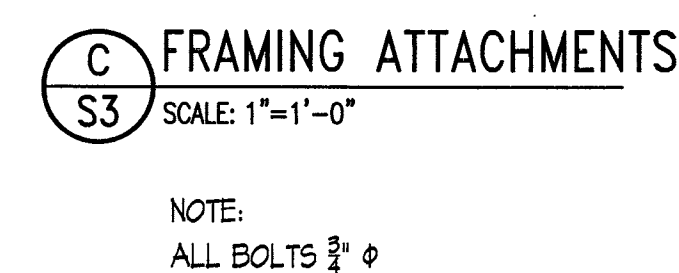 C
S3
FRAMING ATTACHMENTS
SCALE: 1"=1'-0"
NOTE:
ALL BOLTS 3/4" Φ